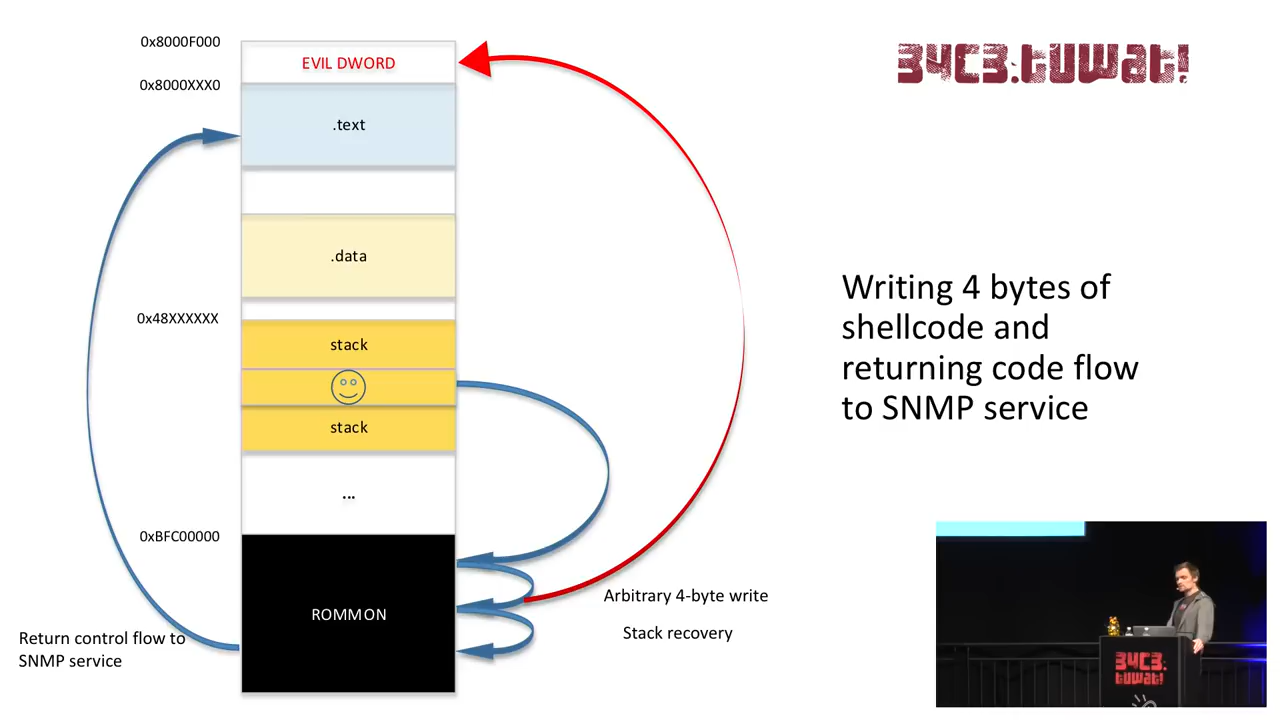 0x8000F000
EVIL DWORD
0x8000XXX0
.text
.data
0x48XXXXXX
stack
stack
...
0xBFC00000
ROMMON
Return control flow to
SNMP service
Arbitrary 4-byte write
Stack recovery
34C3.tuwat!
Writing 4 bytes of
shellcode and
returning code flow
to SNMP service
34C3.
tuwat!